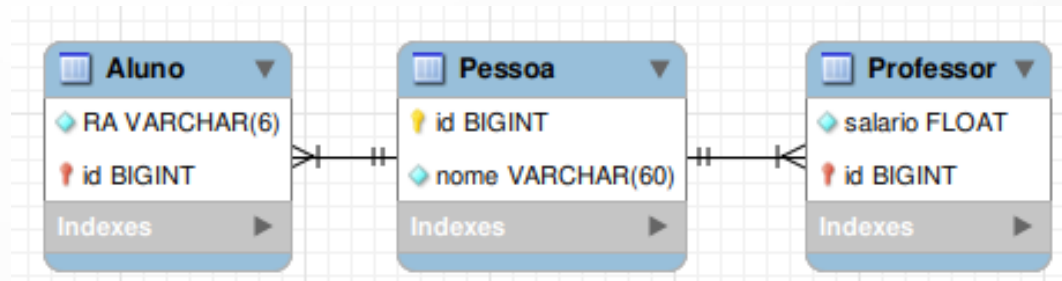 Aluno
RA VARCHAR(6)
id BIGINT
Indexes
Pessoa
id BIGINT
nome VARCHAR(60)
Indexes
Professor
salario FLOAT
id BIGINT
Indexes